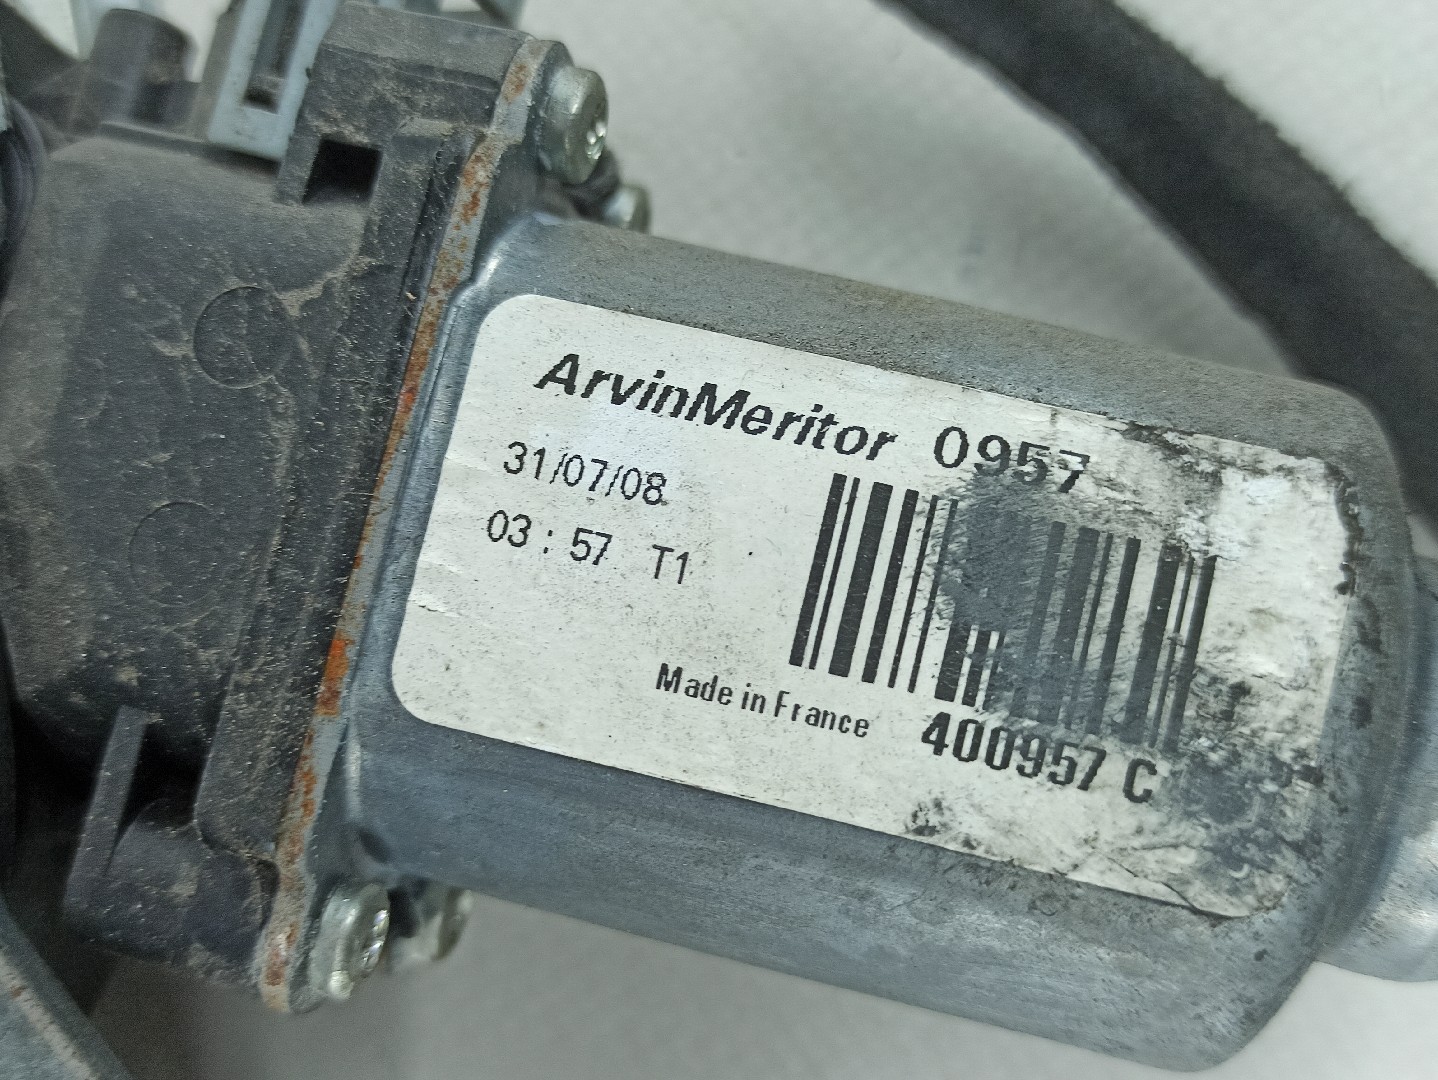 ArvinMeritor 0957
31/07/08
03 : 57 T1
Made in France
400957 C